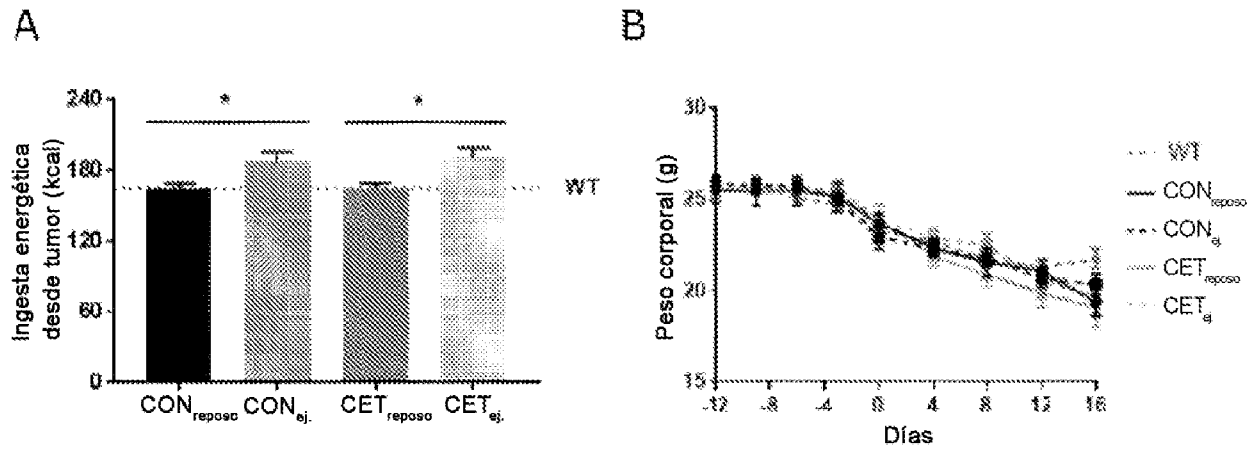 A
B
Ingesta energética
desde tumor (kcal)
240
180
120
60
0
*
*
WT
CONreposo
CONej.
CETreposo
CETej.
Peso corporal (g)
30
25
20
15
-12
-8
-4
0
4
8
12
16
Días
WT
CONreposo
CONej
CETreposo
CETej